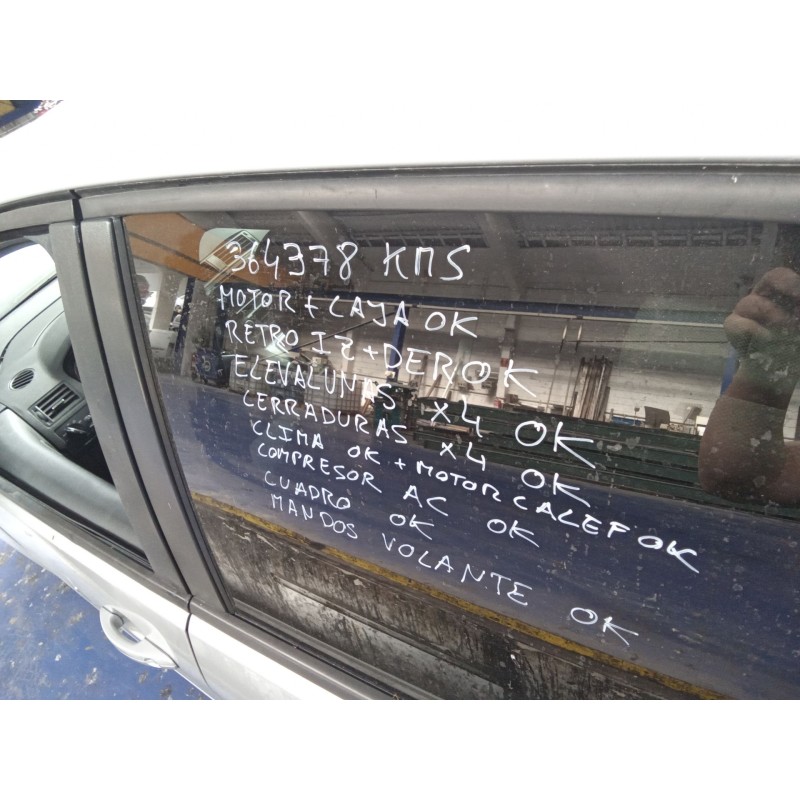 364378 KMS
MOTOR + CAJA OK
RETRO IZ + DER OK
ELEVALUNAS X4 OK
CERRADURAS X4 OK
CLIMA OK + MOTOR CALEF OK
COMPRESOR AC OK
CUADRO OK
MANDOS VOLANTE OK